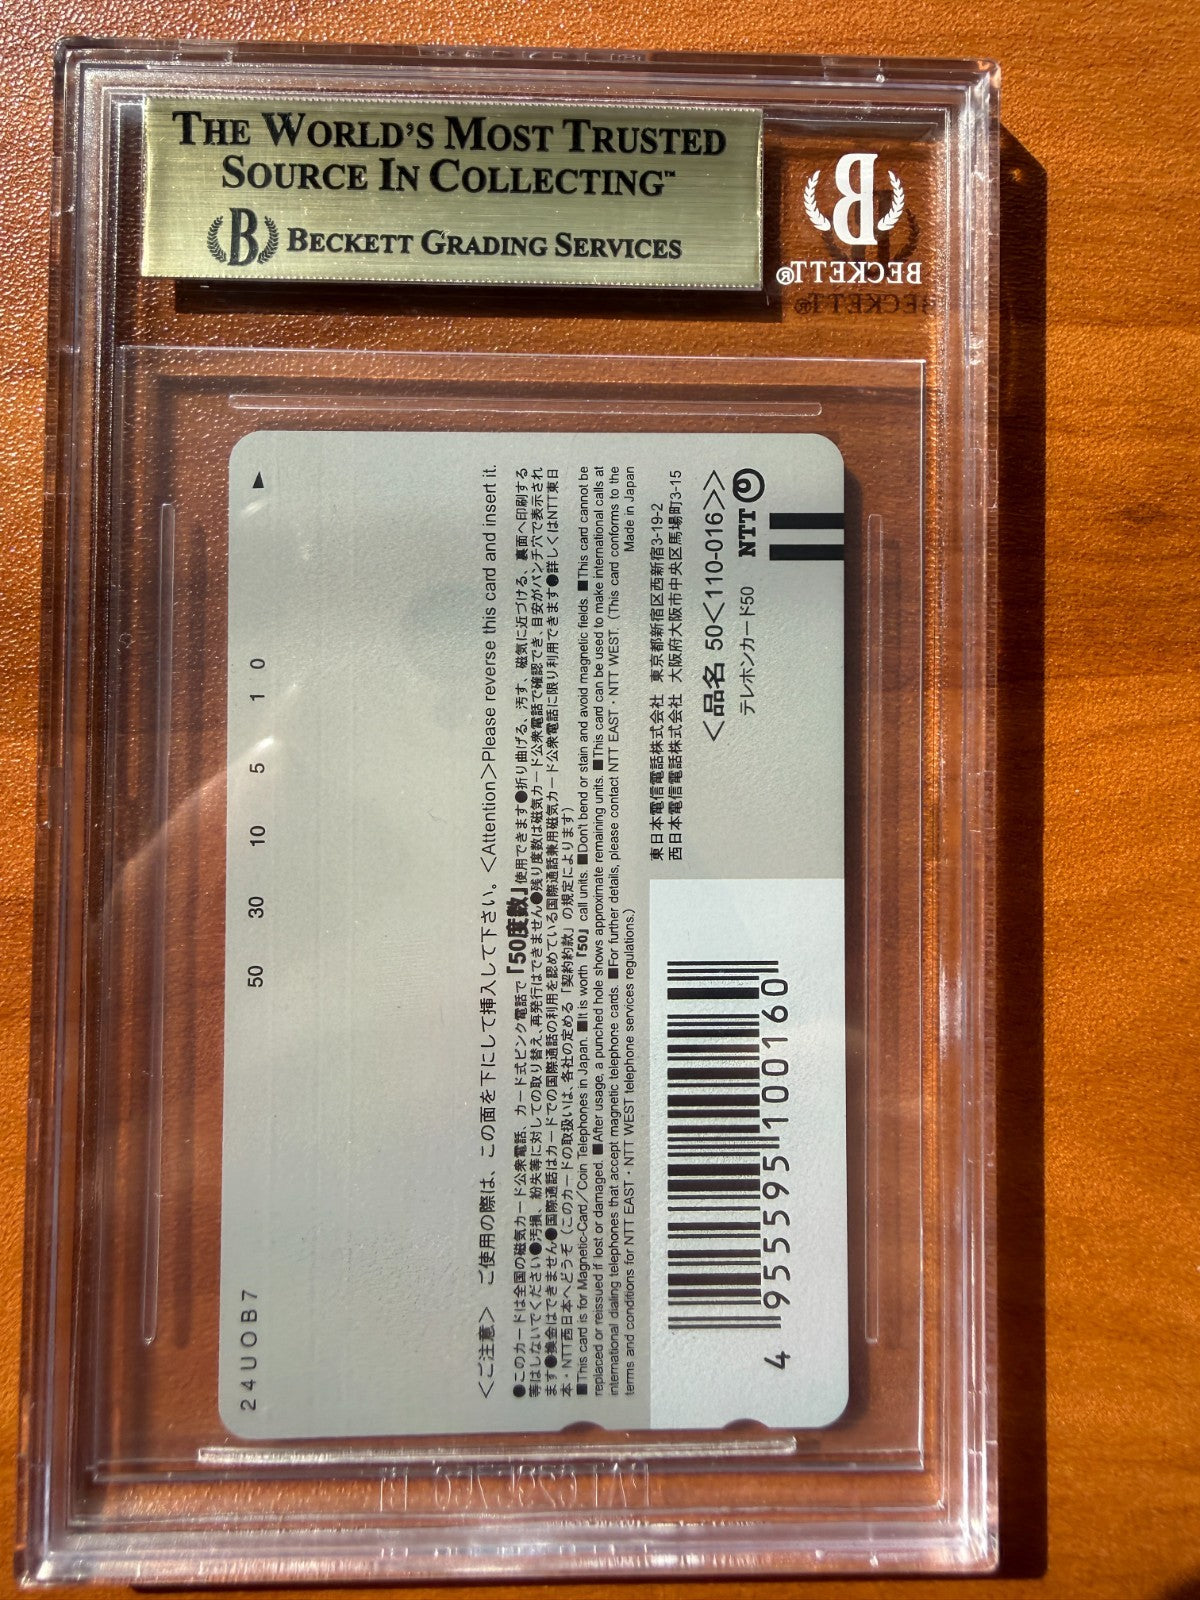 THE WORLD'S MOST TRUSTED
SOURCE IN COLLECTING™
B BECKETT GRADING SERVICES
B
BECKETT®
▲
50 30 10 5 1 0
24UOB7
<ご注意> ご使用の際は、この面を下にして挿入して下さい。<Attention>Please reverse this card and insert it.
●このカードは全国の磁気カード公衆電話、カード式ピンク電話で「50度数」使用できます●折り曲げる、汚す、磁気に近づける、裏面へ印刷する
等はしないでください●汚損、紛失等に対しての取り替え、再発行はできません●残り度数は磁気カード公衆電話で確認でき、目安がパンチ穴で表示され
ます●換金はできません●国際通話はカードでの国際通話の利用を認めている国際通話兼用磁気カード公衆電話に限り利用できます●詳しくはNTT東日
本・NTT西日本へどうぞ(このカードの取扱いは、各社の定める「契約約款」の規定によります)
■This card is for Magnetic-Card/Coin Telephones in Japan. ■It is worth「50」call units. ■Don't bend or stain and avoid magnetic fields. ■This card cannot be
replaced or reissued if lost or damaged. ■After usage, a punched hole shows approximate remaining units. ■This card can be used to make international calls at
international dialing telephones that accept magnetic telephone cards. ■For further details, please contact NTT EAST・NTT WEST. (This card conforms to the
terms and conditions for NTT EAST・NTT WEST telephone services regulations.)
Made in Japan
東日本電信電話株式会社 東京都新宿区西新宿3-19-2
西日本電信電話株式会社 大阪府大阪市中央区馬場町3-15
<品名 50<110-016>>
テレホンカード50 NTT
4 955595 100160